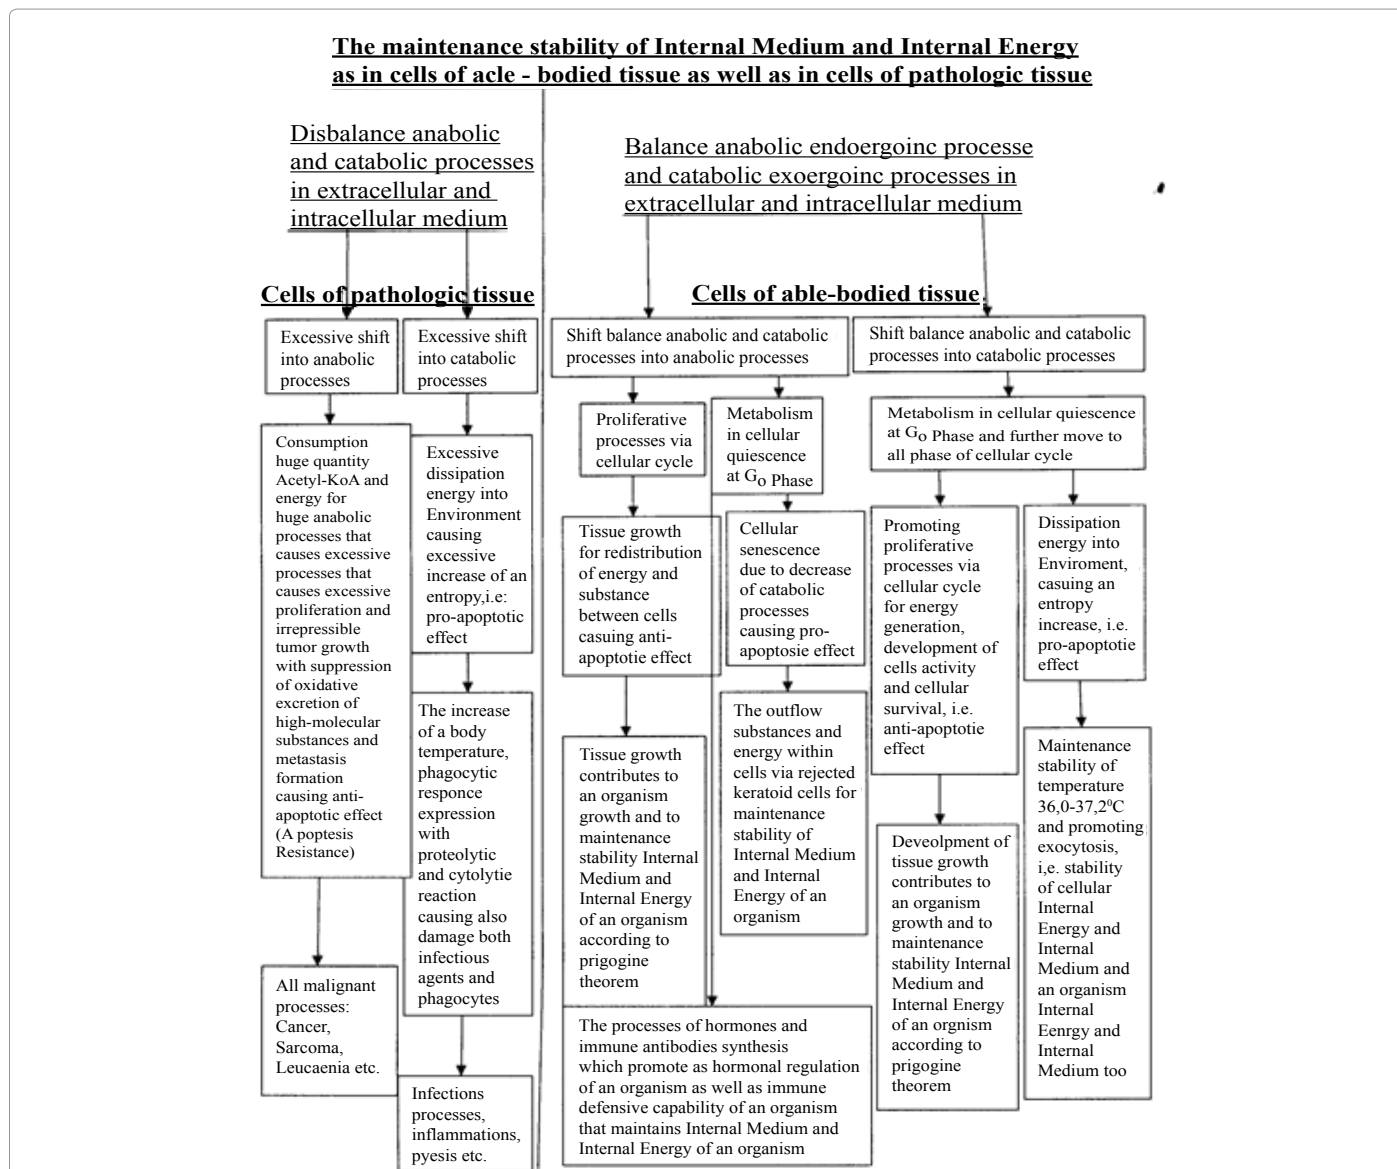 The maintenance stability of Internal Medium and Internal Energy
as in cells of acle - bodied tissue as well as in cells of pathologic tissue
Disbalance anabolic
and catabolic processes
in extracellular and
intracellular medium
Balance anabolic endoergoinc processe
and catabolic exoergoinc processes in
extracellular and intracellular medium
Cells of pathologic tissue
Cells of able-bodied tissue
Excessive shift
into anabolic
processes
Excessive shift
into catabolic
processes
Shift balance anabolic and catabolic
processes into anabolic processes
Shift balance anabolic and catabolic
processes into catabolic processes
Consumption
huge quantity
Acetyl-KoA and
energy for
huge anabolic
processes that
causes excessive
processes that
causes excessive
proliferation and
irrepressible
tumor growth
with suppression
of oxidative
excretion of
high-molecular
substances and
metastasis
formation
causing anti-
apoptotic effect
(A poptesis
Resistance)
Excessive
dissipation
energy into
Environment
causing
excessive
increase of an
entropy,i.e:
pro-apoptotic
effect
Proliferative
processes via
cellular cycle
Metabolism
in cellular
quiescence
at Go Phase
Metabolism in cellular quiescence
at Go Phase and further move to
all phase of cellular cycle
Tissue growth
for redistribution
of energy and
substance
between cells
casuing anti-
apoptotie effect
Cellular
senescence
due to decrease
of catabolic
processes
causing pro-
apoptosie effect
Promoting
proliferative
processes via
cellular cycle
for energy
generation,
development of
cells activity
and cellular
survival, i.e.
anti-apoptotie
effect
Dissipation
energy into
Enviroment,
casuing an
entropy
increase, i.e.
pro-apoptotie
effect
The increase
of a body
temperature,
phagocytic
responce
expression
with
proteolytic
and cytolytie
reaction
causing also
damage both
infectious
agents and
phagocytes
Tissue growth
contributes to
an organism
growth and to
maintenance
stability Internal
Medium and
Internal Energy
of an organism
according to
prigogine
theorem
The outflow
substances and
energy within
cells via rejected
keratoid cells for
maintenance
stability of
Internal Medium
and Internal
Energy of an
organism
Deveolpment of
tissue growth
contributes to
an organism
growth and to
maintenance
stability Internal
Medium and
Internal Energy
of an orgnism
according to
prigogine
theorem
Maintenance
stability of
temperature
36,0-37,2⁰C
and promoting
exocytosis,
i,e. stability
of cellular
Internal
Energy and
Internal
Medium and
an organism
Internal
Eenrgy and
Internal
Medium too
All malignant
processes:
Cancer,
Sarcoma,
Leucaenia etc.
Infections
processes,
inflammations,
pyesis etc.
The processes of hormones and
immune antibodies synthesis
which promote as hormonal regulation
of an organism as well as immune
defensive capability of an organism
that maintains Internal Medium and
Internal Energy of an organism